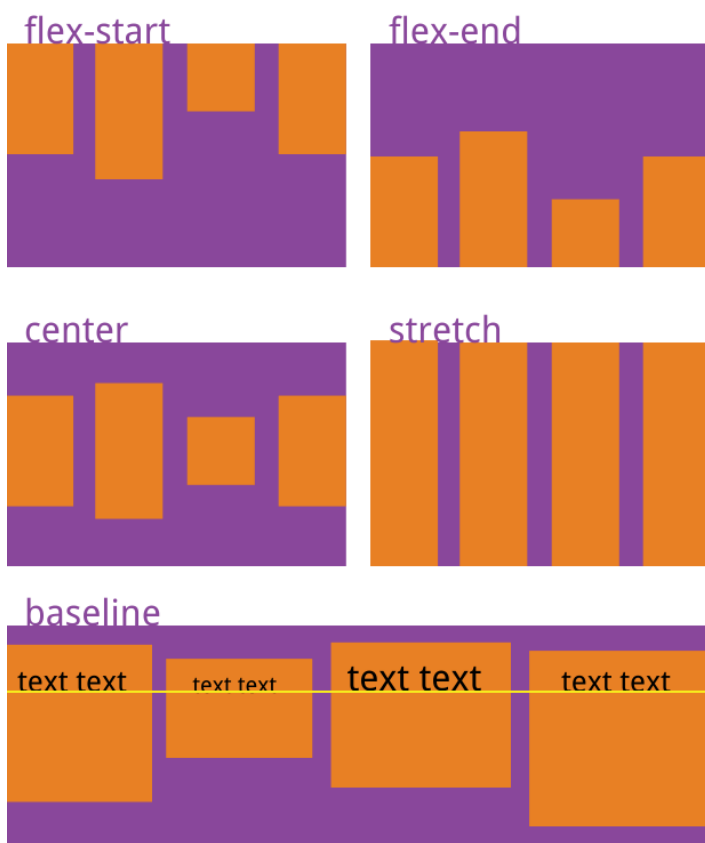 flex-start
flex-end
center
stretch
baseline
text text
text text
text text
text text